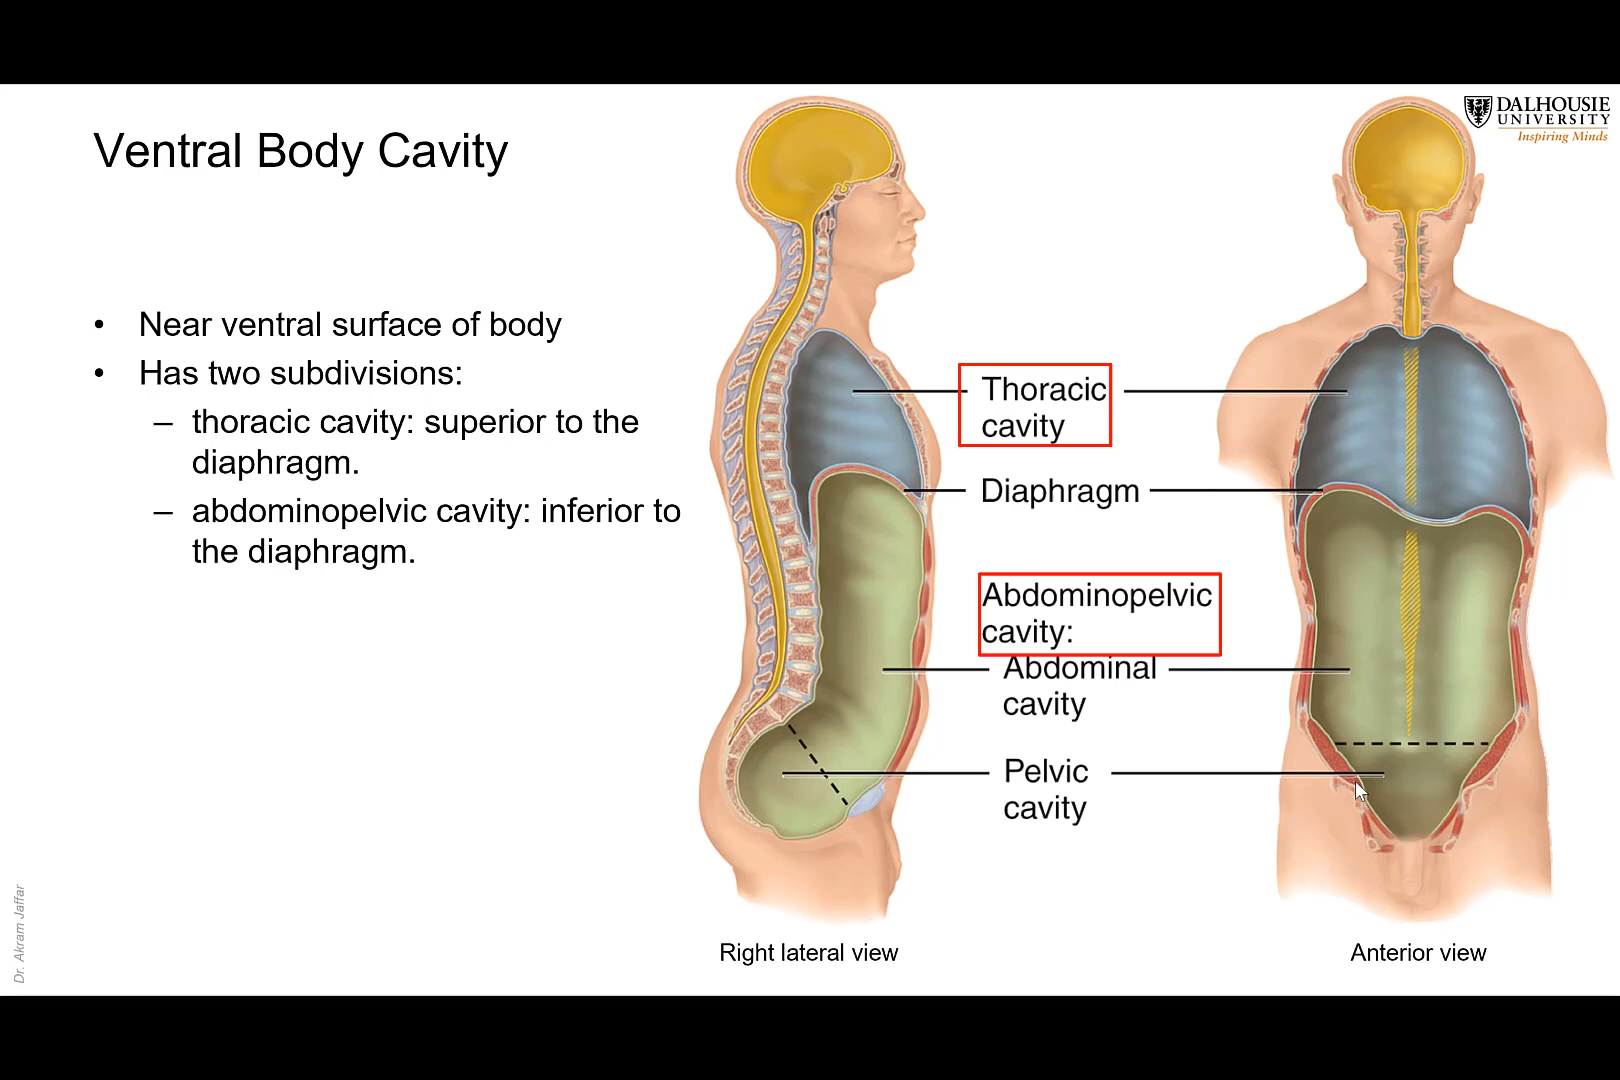 DALHOUSIE
UNIVERSITY
Inspiring Minds
Ventral Body Cavity
• Near ventral surface of body
• Has two subdivisions:
– thoracic cavity: superior to the
diaphragm.
– abdominopelvic cavity: inferior to
the diaphragm.
Thoracic
cavity
Diaphragm
Abdominopelvic
cavity:
Abdominal
cavity
Pelvic
cavity
Right lateral view
Anterior view
Dr. Akram Jaffar